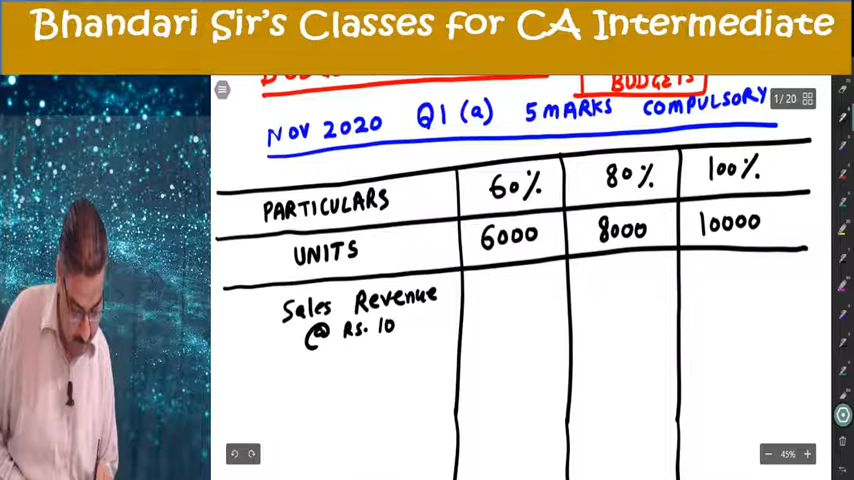 Bhandari Sir's Classes for CA Intermediate
BUDGETS
NOV 2020 Q1 (a) 5 MARKS COMPULSORY
1/20
PARTICULARS 60% 80% 100%
UNITS 6000 8000 10000
Sales Revenue
@ Rs. 10
45%